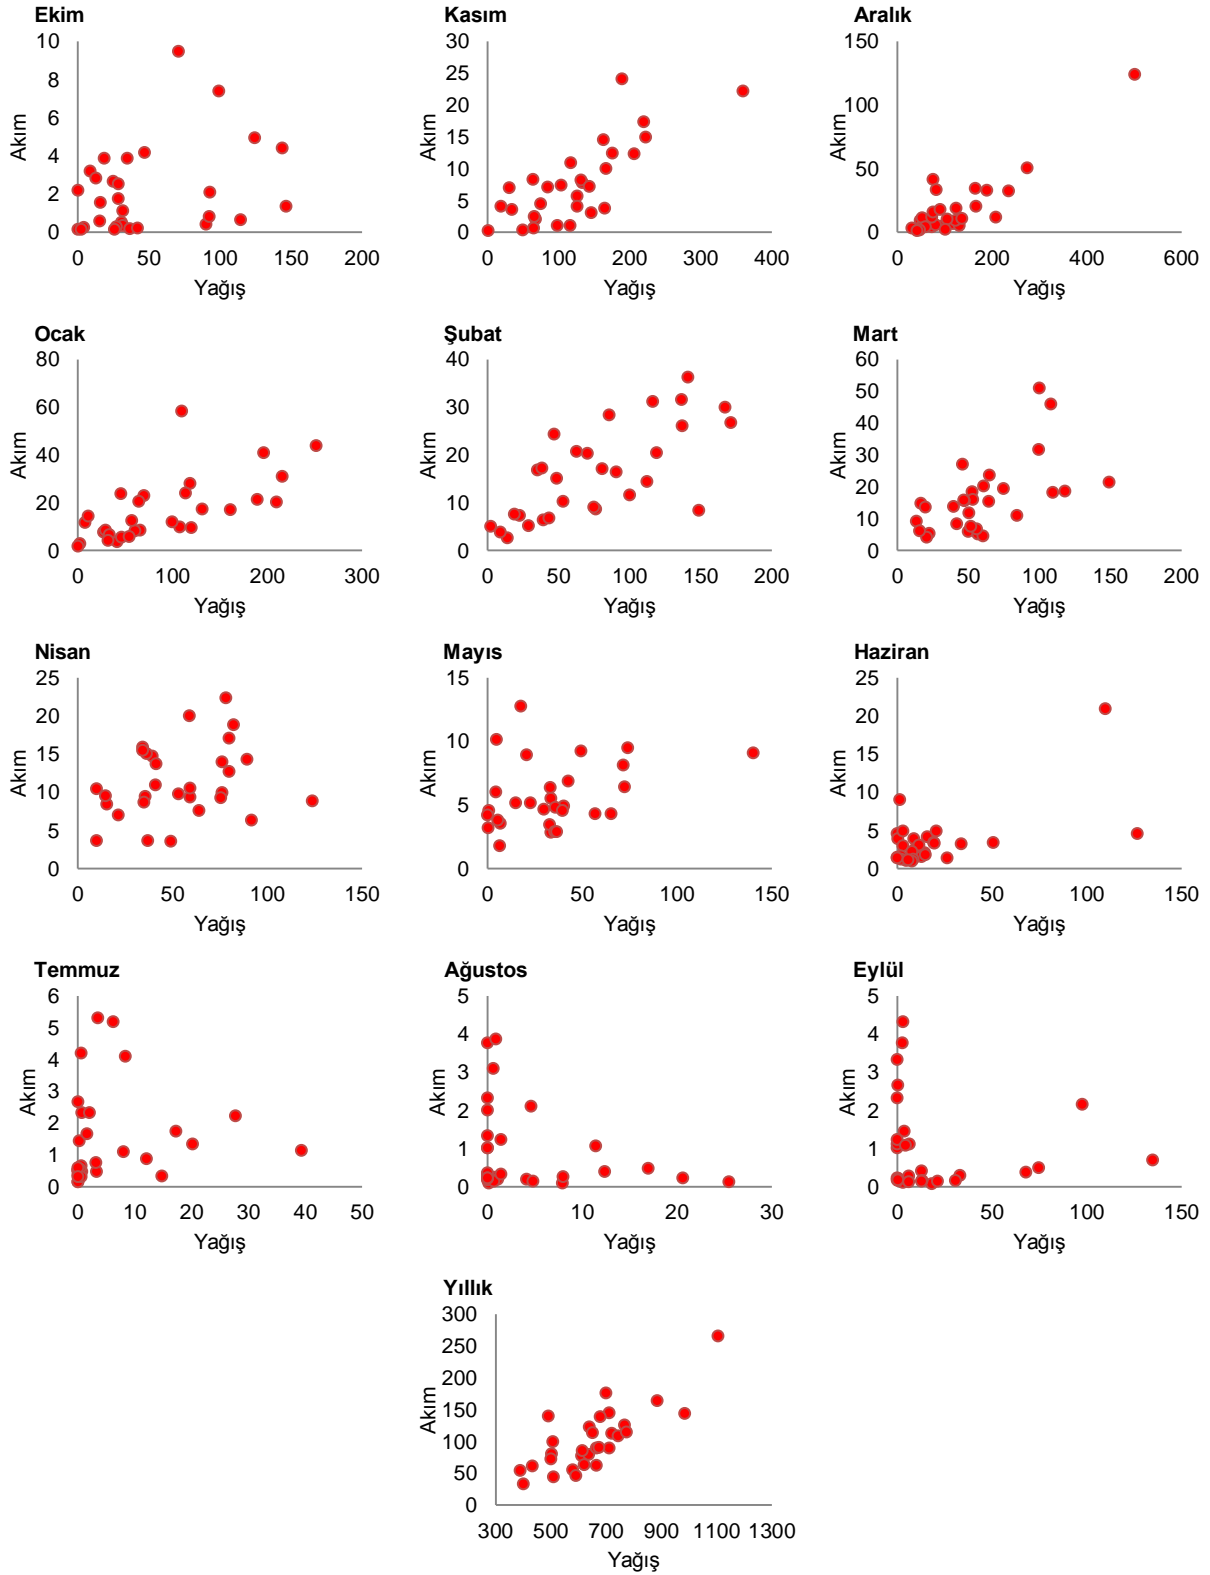 Ekim
10
8
6
4
2
0
Akım
0 50 100 150 200
Yağış
Kasım
30
25
20
15
10
5
0
Akım
0 100 200 300 400
Yağış
Aralık
150
100
50
0
Akım
0 200 400 600
Yağış
Ocak
80
60
40
20
0
Akım
0 100 200 300
Yağış
Şubat
40
30
20
10
0
Akım
0 50 100 150 200
Yağış
Mart
60
50
40
30
20
10
0
Akım
0 50 100 150 200
Yağış
Nisan
25
20
15
10
5
0
Akım
0 50 100 150
Yağış
Mayıs
15
10
5
0
Akım
0 50 100 150
Yağış
Haziran
25
20
15
10
5
0
Akım
0 50 100 150
Yağış
Temmuz
6
5
4
3
2
1
0
Akım
0 10 20 30 40 50
Yağış
Ağustos
5
4
3
2
1
0
Akım
0 10 20 30
Yağış
Eylül
5
4
3
2
1
0
Akım
0 50 100 150
Yağış
Yıllık
300
250
200
150
100
50
0
Akım
300 500 700 900 1100 1300
Yağış